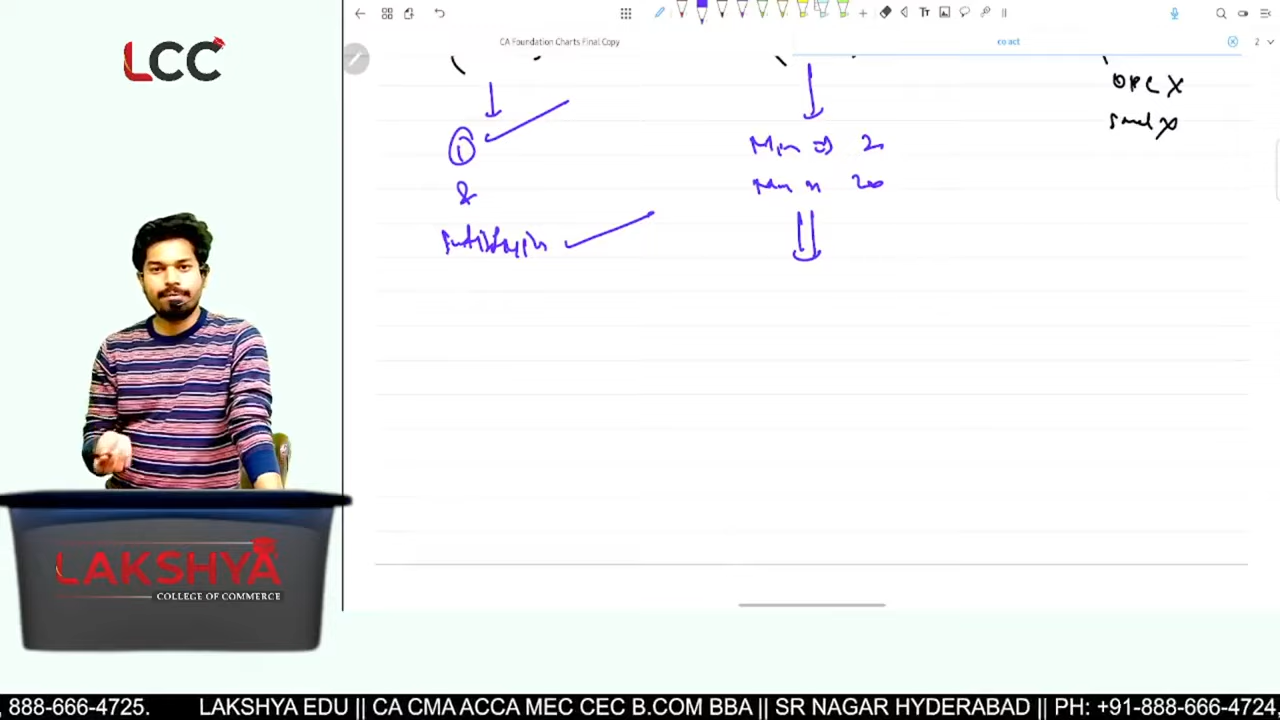 LCC
CA Foundation Charts Final Copy
co act
2
OPC X
Small X
①
&
Min ⇒ 2
Max ⇒ 200
LAKSHYA
COLLEGE OF COMMERCE
, 888-666-4725. LAKSHYA EDU || CA CMA ACCA MEC CEC B.COM BBA || SR NAGAR HYDERABAD || PH: +91-888-666-4724,